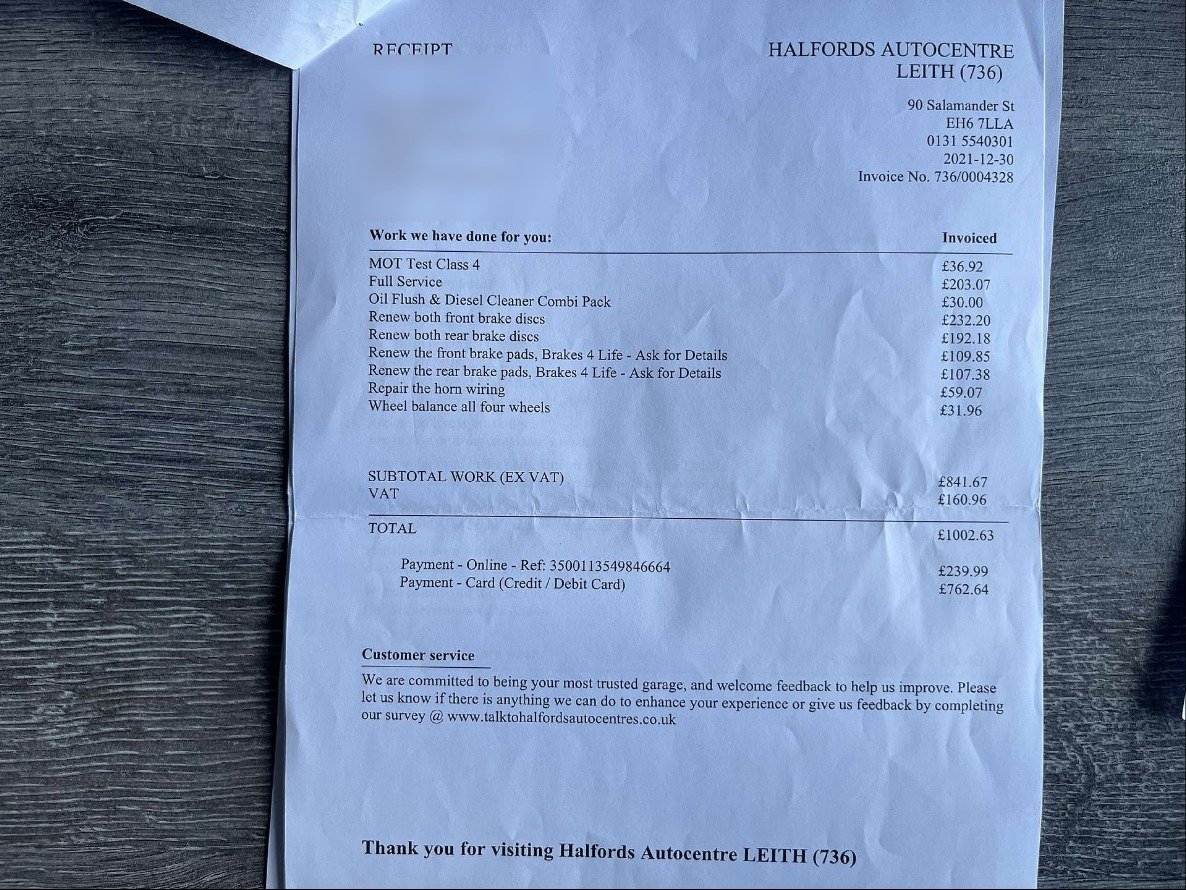 RECEIPT
HALFORDS AUTOCENTRE
LEITH (736)
90 Salamander St
EH6 7LLA
0131 5540301
2021-12-30
Invoice No. 736/0004328
Work we have done for you: Invoiced
MOT Test Class 4 £36.92
Full Service £203.07
Oil Flush & Diesel Cleaner Combi Pack £30.00
Renew both front brake discs £232.20
Renew both rear brake discs £192.18
Renew the front brake pads, Brakes 4 Life - Ask for Details £109.85
Renew the rear brake pads, Brakes 4 Life - Ask for Details £107.38
Repair the horn wiring £59.07
Wheel balance all four wheels £31.96
SUBTOTAL WORK (EX VAT) £841.67
VAT £160.96
TOTAL £1002.63
Payment - Online - Ref: 3500113549846664 £239.99
Payment - Card (Credit / Debit Card) £762.64
Customer service
We are committed to being your most trusted garage, and welcome feedback to help us improve. Please
let us know if there is anything we can do to enhance your experience or give us feedback by completing
our survey @ www.talktohalfordsautocentres.co.uk
Thank you for visiting Halfords Autocentre LEITH (736)